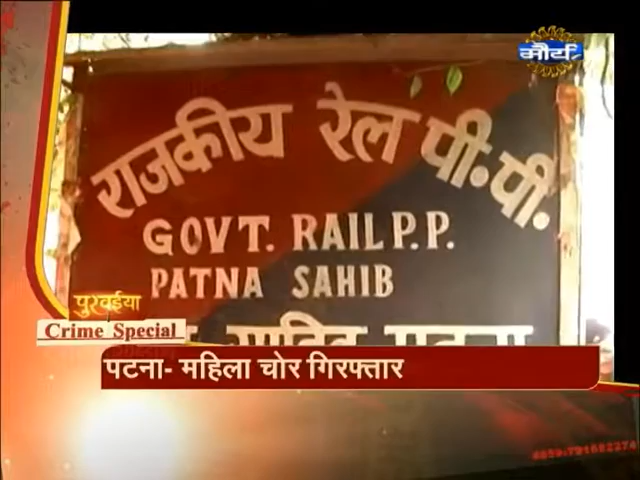 मौर्य
राजकीय रेल पी.पी.
GOVT. RAIL P.P.
PATNA SAHIB
पुरवईया
Crime Special
पटना- महिला चोर गिरफ्तार